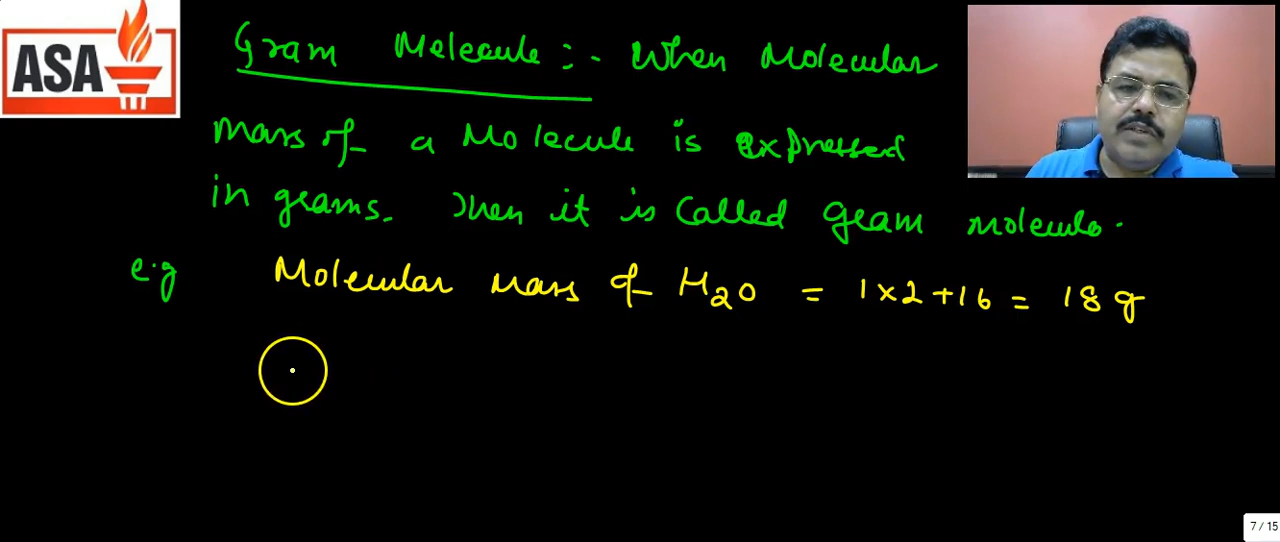 ASA
Gram Melecule :- When Molecular
mass of a Molecule is expressed
in grams. Then it is called gram molecule.
e.g Molecular mass of H₂O = 1×2+16 = 18 g
7 / 15